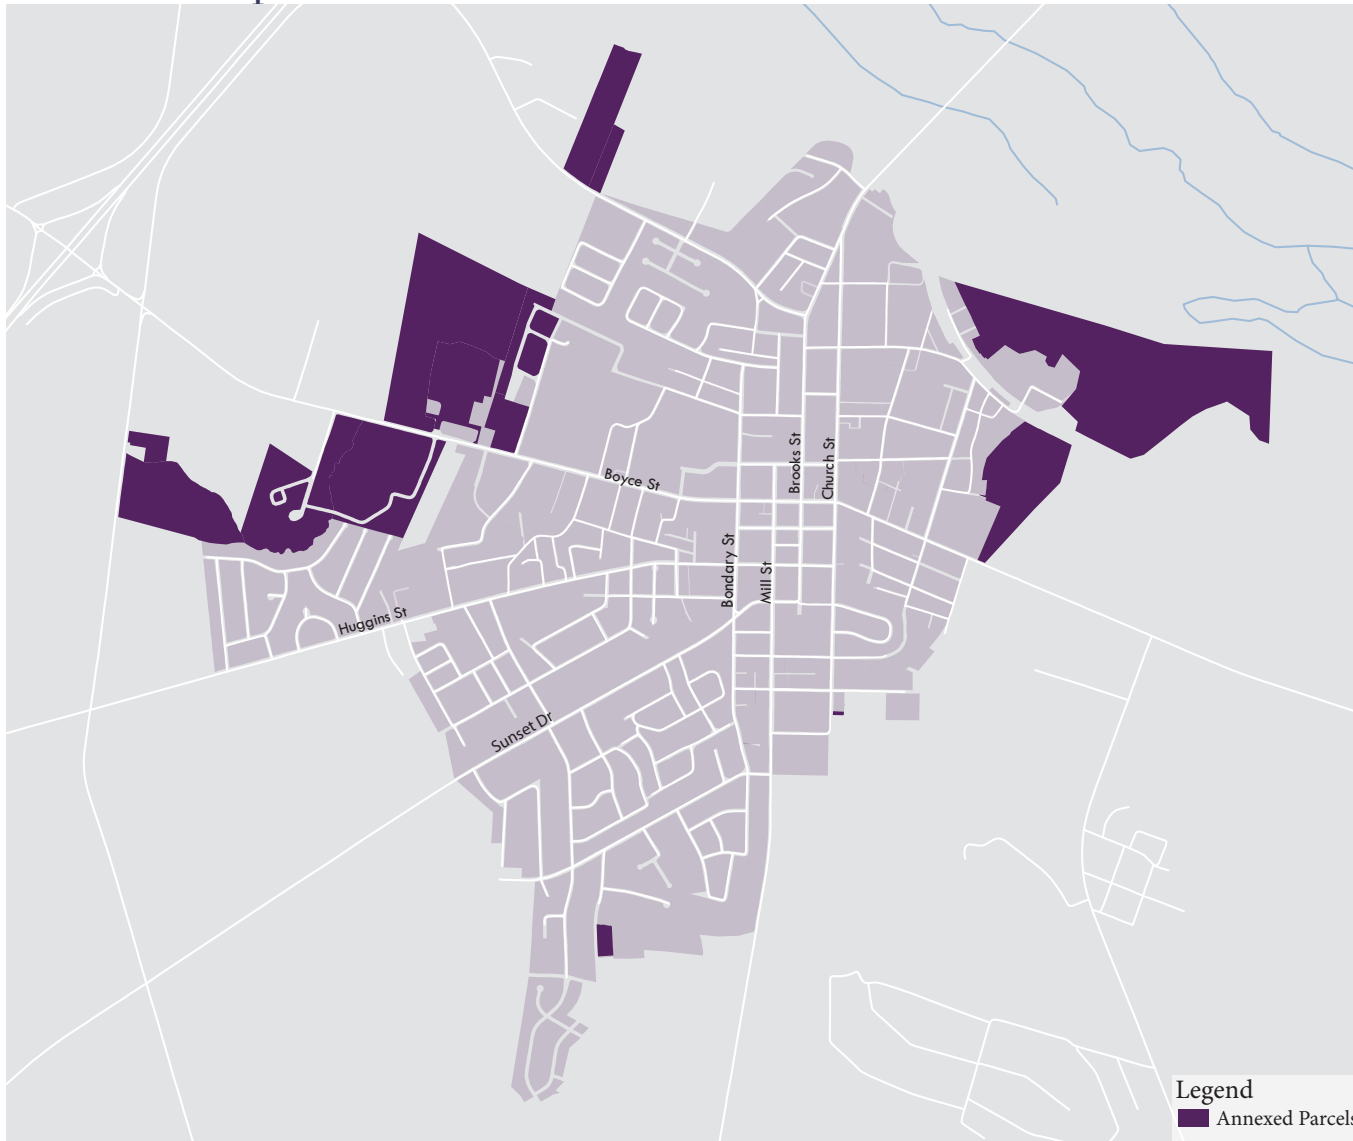 Brooks St
Church St
Boyce St
Bondary St
Mill St
Huggins St
Sunset Dr
Legend
Annexed Parcels